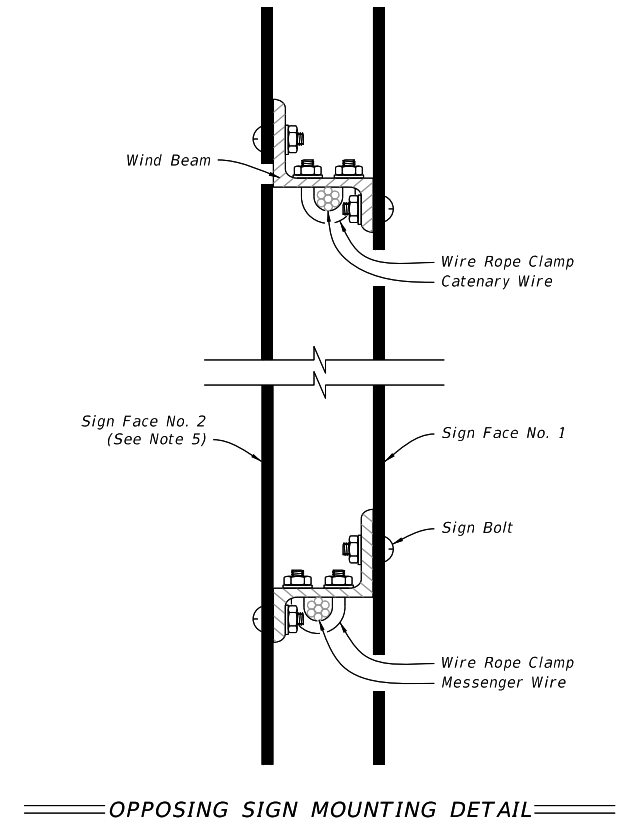 Wind Beam
Wire Rope Clamp
Catenary Wire
Sign Face No. 2
(See Note 5)
Sign Face No. 1
Sign Bolt
Wire Rope Clamp
Messenger Wire
OPPOSING SIGN MOUNTING DETAIL